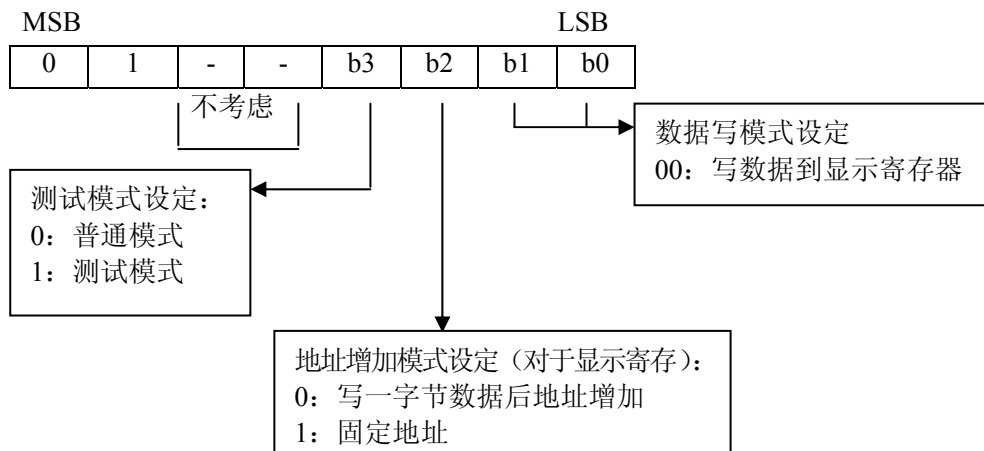 MSB LSB
0 1 - - b3 b2 b1 b0
不考虑
数据写模式设定
00：写数据到显示寄存器
测试模式设定：
0：普通模式
1：测试模式
地址增加模式设定（对于显示寄存）：
0：写一字节数据后地址增加
1：固定地址